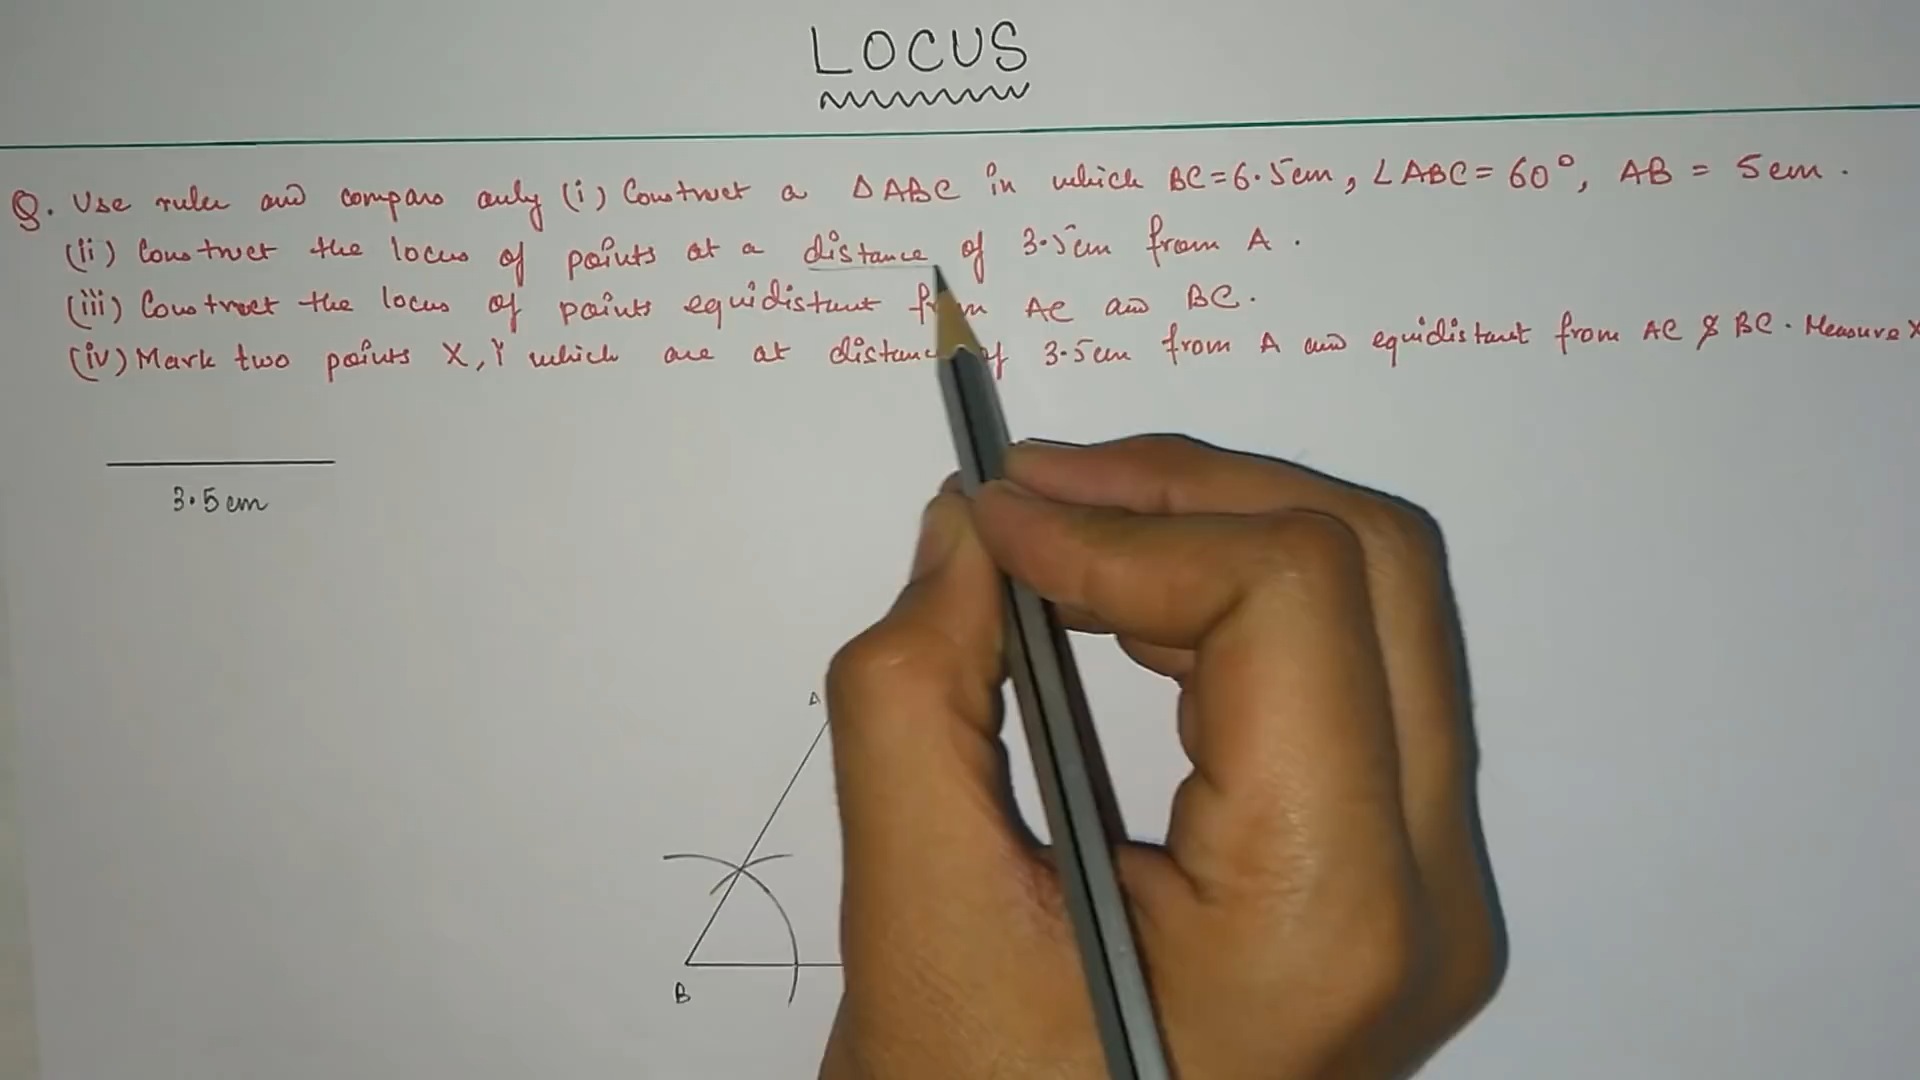 LOCUS
Q. Use ruler and compass only (i) Construct a ΔABC in which BC = 6.5cm, ∠ABC = 60°, AB = 5cm.
(ii) Construct the locus of points at a distance of 3.5cm from A.
(iii) Construct the locus of points equidistant from AC and BC.
(iv) Mark two points X, Y which are at distance of 3.5cm from A and equidistant from AC & BC. Measure X
3.5cm
A
B